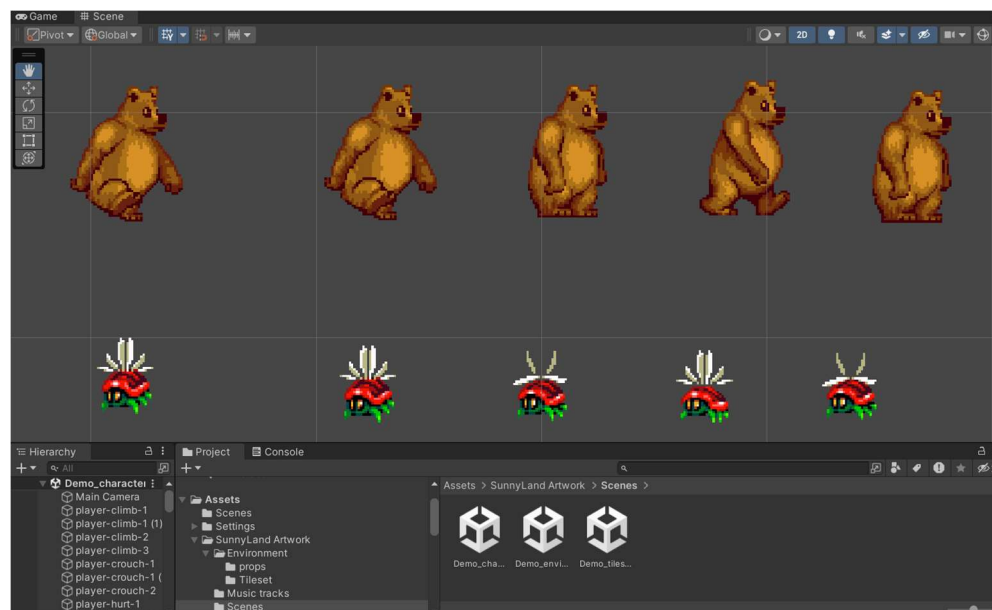 Game Scene
Pivot Global 2D
Hierarchy Project Console
All
Demo_character
Main Camera
player-climb-1
player-climb-1 (1)
player-climb-2
player-climb-3
player-crouch-1
player-crouch-1 (
player-crouch-2
player-hurt-1
Assets
Scenes
Settings
SunnyLand Artwork
Environment
props
Tileset
Music tracks
Scenes
Assets > SunnyLand Artwork > Scenes >
Demo_cha... Demo_envi... Demo_tiles...